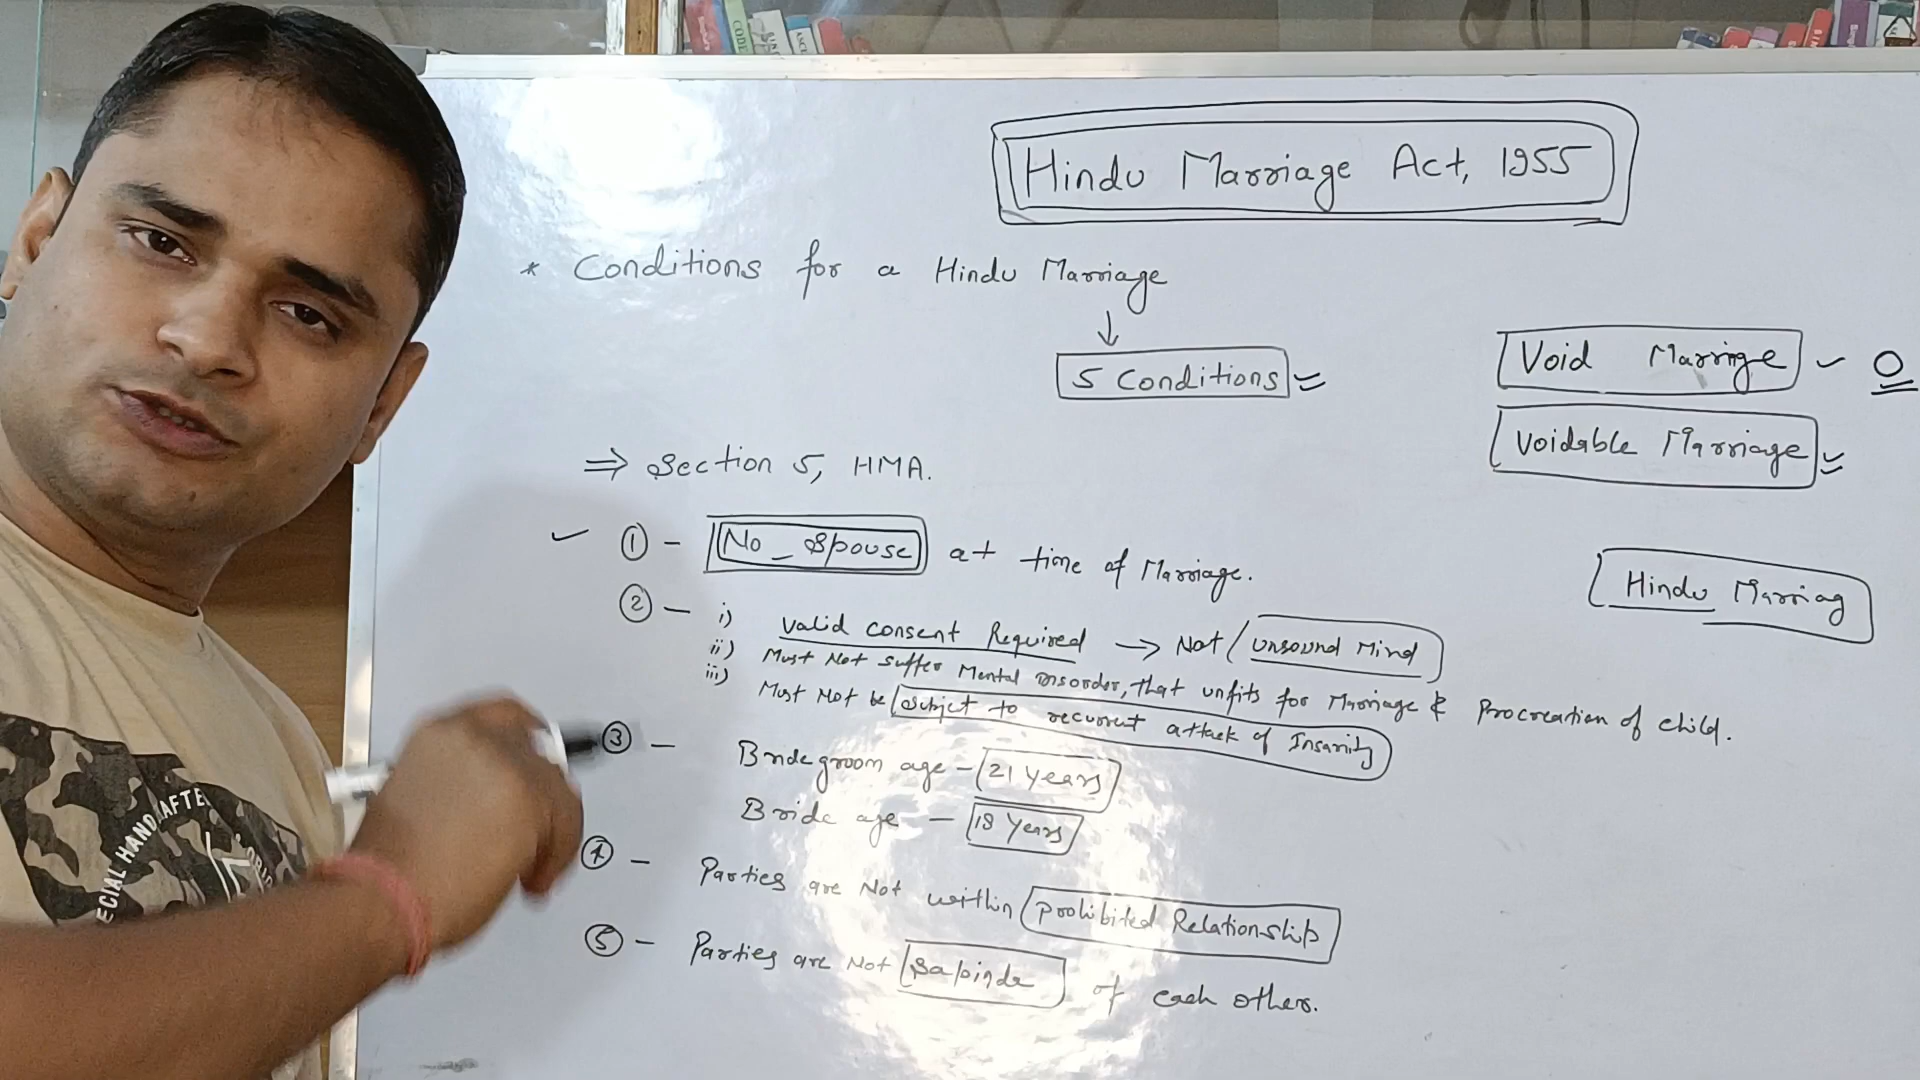 Hindu Marriage Act, 1955
* Conditions for a Hindu Marriage
↓
5 Conditions
Void Marriage
Voidable Marriage
⇒ Section 5, HMA.
① - No Spouse at time of Marriage.
Hindu Marriag
② - i) Valid consent Required → Not Unsound Mind
ii) Must Not suffer Mental Disorder, that unfits for Marriage & Procreation of child.
iii) Must Not be subject to recurrent attack of Insanity
③ - Bridegroom age - 21 years
Bride age - 18 years
④ - Parties are Not within prohibited Relationship
⑤ - Parties are Not Sapinda of each others.
ECIAL HANDCRAFTE
CODE